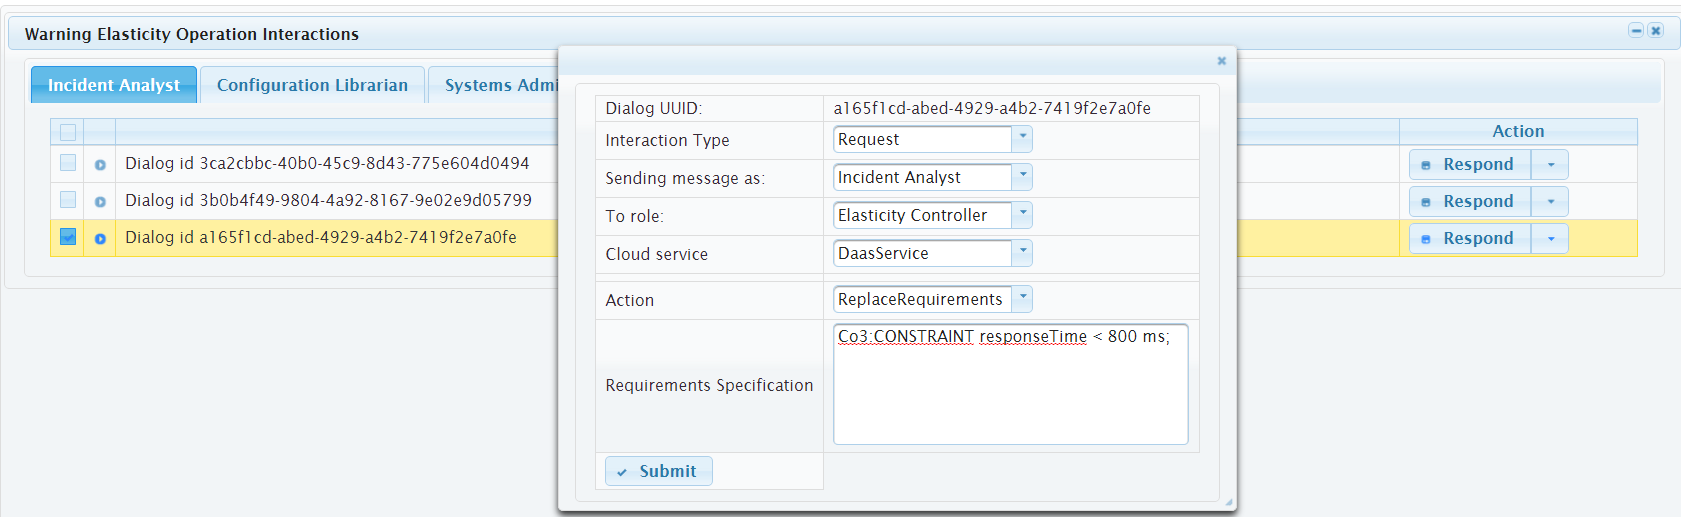 Warning Elasticity Operation Interactions
Incident Analyst
Configuration Librarian
Systems Admi
Action
Dialog id 3ca2cbbc-40b0-45c9-8d43-775e604d0494
Respond
Dialog id 3b0b4f49-9804-4a92-8167-9e02e9d05799
Respond
Dialog id a165f1cd-abed-4929-a4b2-7419f2e7a0fe
Respond
Dialog UUID: a165f1cd-abed-4929-a4b2-7419f2e7a0fe
Interaction Type Request
Sending message as: Incident Analyst
To role: Elasticity Controller
Cloud service DaasService
Action ReplaceRequirements
Requirements Specification
Co3:CONSTRAINT responseTime < 800 ms;
Submit